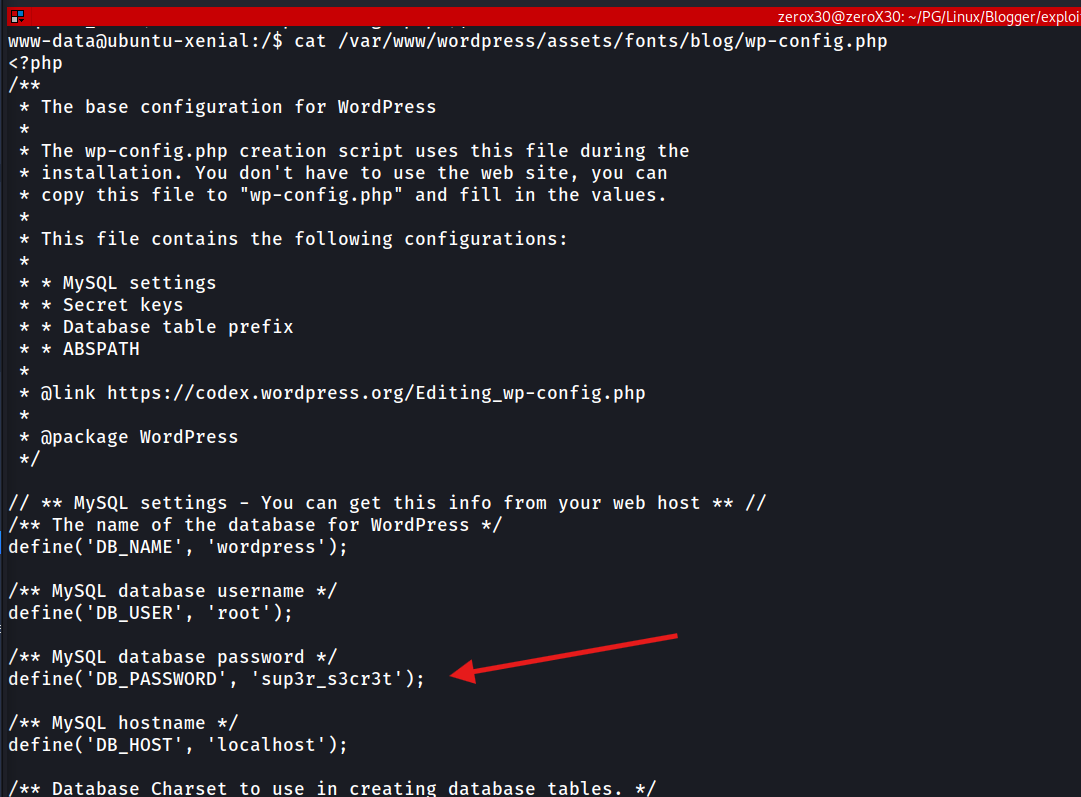 zerox30@zeroX30: ~/PG/Linux/Blogger/exploi
www-data@ubuntu-xenial:/$ cat /var/www/wordpress/assets/fonts/blog/wp-config.php
<?php
/**
 * The base configuration for WordPress
 *
 * The wp-config.php creation script uses this file during the
 * installation. You don't have to use the web site, you can
 * copy this file to "wp-config.php" and fill in the values.
 *
 * This file contains the following configurations:
 *
 * * MySQL settings
 * * Secret keys
 * * Database table prefix
 * * ABSPATH
 *
 * @link https://codex.wordpress.org/Editing_wp-config.php
 *
 * @package WordPress
 */

// ** MySQL settings - You can get this info from your web host ** //
/** The name of the database for WordPress */
define('DB_NAME', 'wordpress');

/** MySQL database username */
define('DB_USER', 'root');

/** MySQL database password */
define('DB_PASSWORD', 'sup3r_s3cr3t');

/** MySQL hostname */
define('DB_HOST', 'localhost');

/** Database Charset to use in creating database tables. */